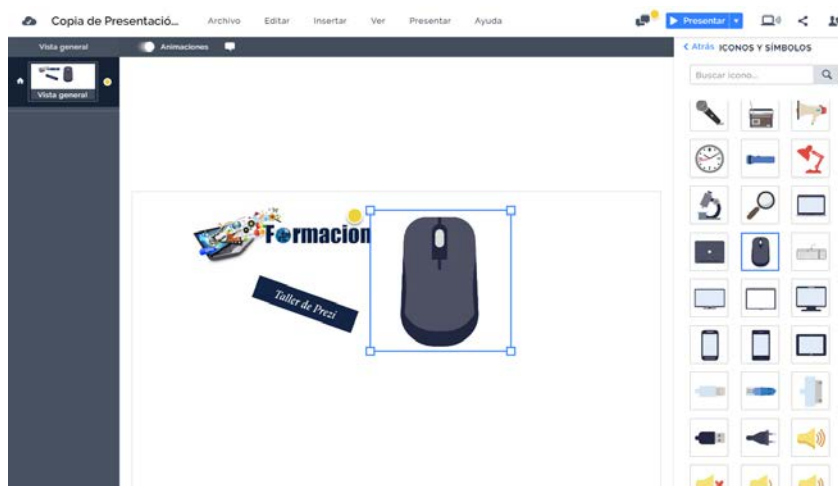 Copia de Presentació...
Archivo
Editar
Insertar
Ver
Presentar
Ayuda
Presentar
Vista general
Animaciones
Atrás
ICONOS Y SÍMBOLOS
Buscar icono...
Vista general
Formacion
Taller de Prezi